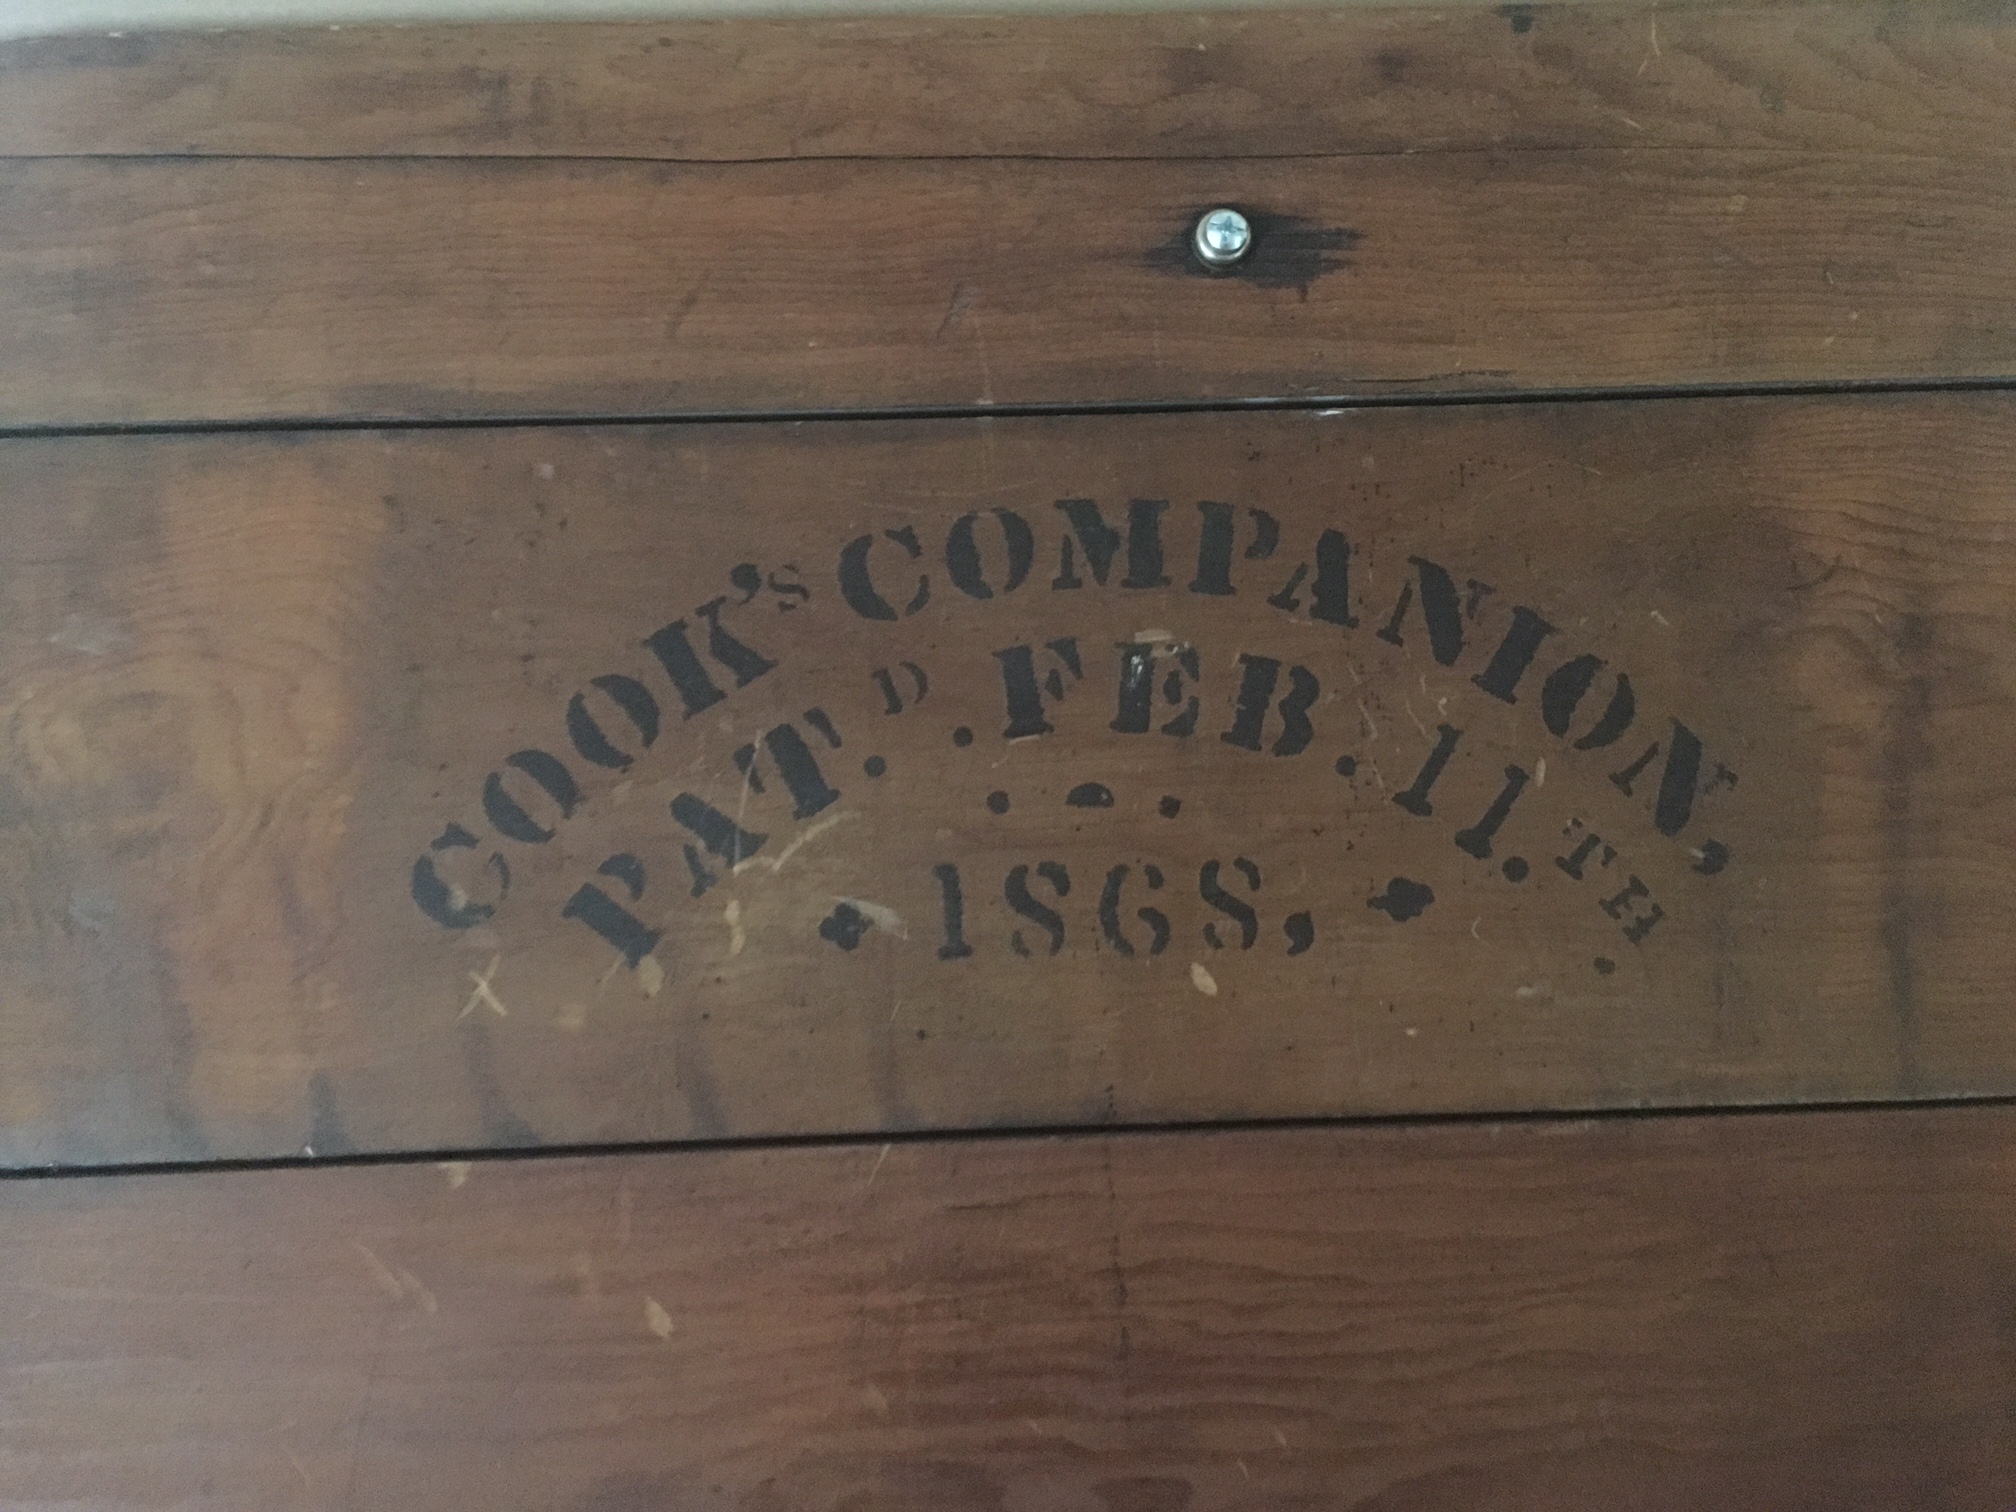 COOK'S COMPANION,
PAT.D . FEB. 11.TH.
1868,